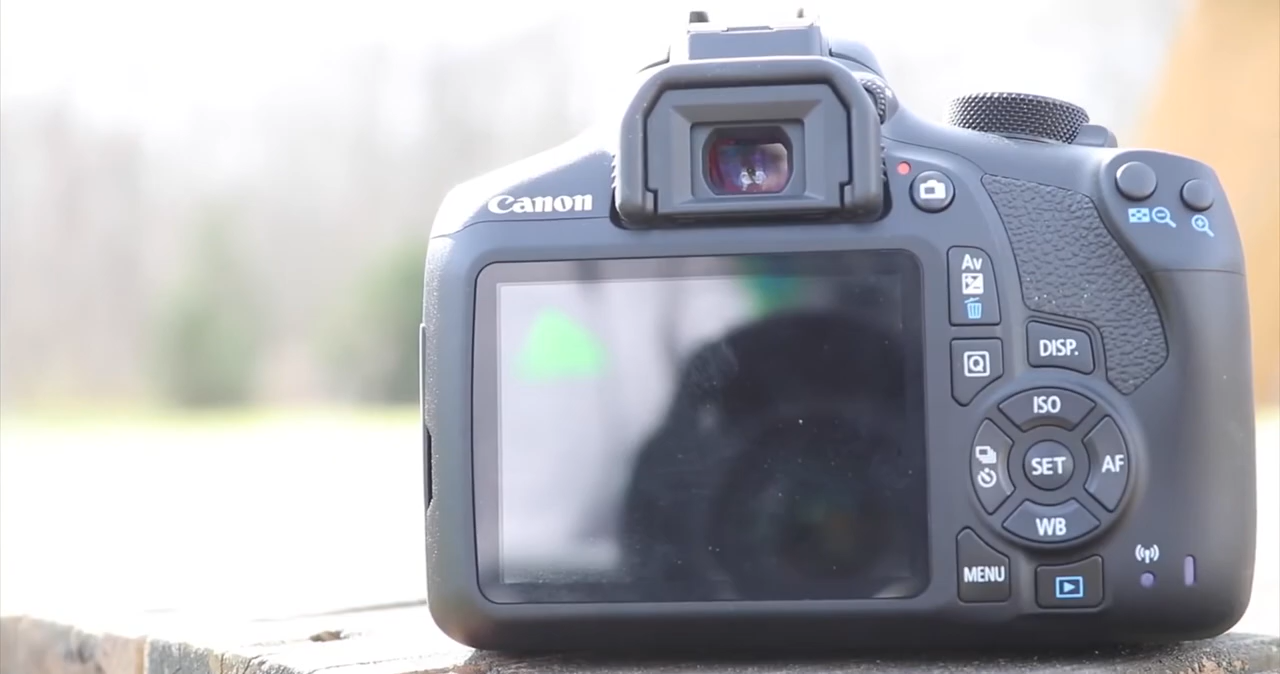 Canon
Av
Q
DISP.
ISO
SET
AF
WB
MENU